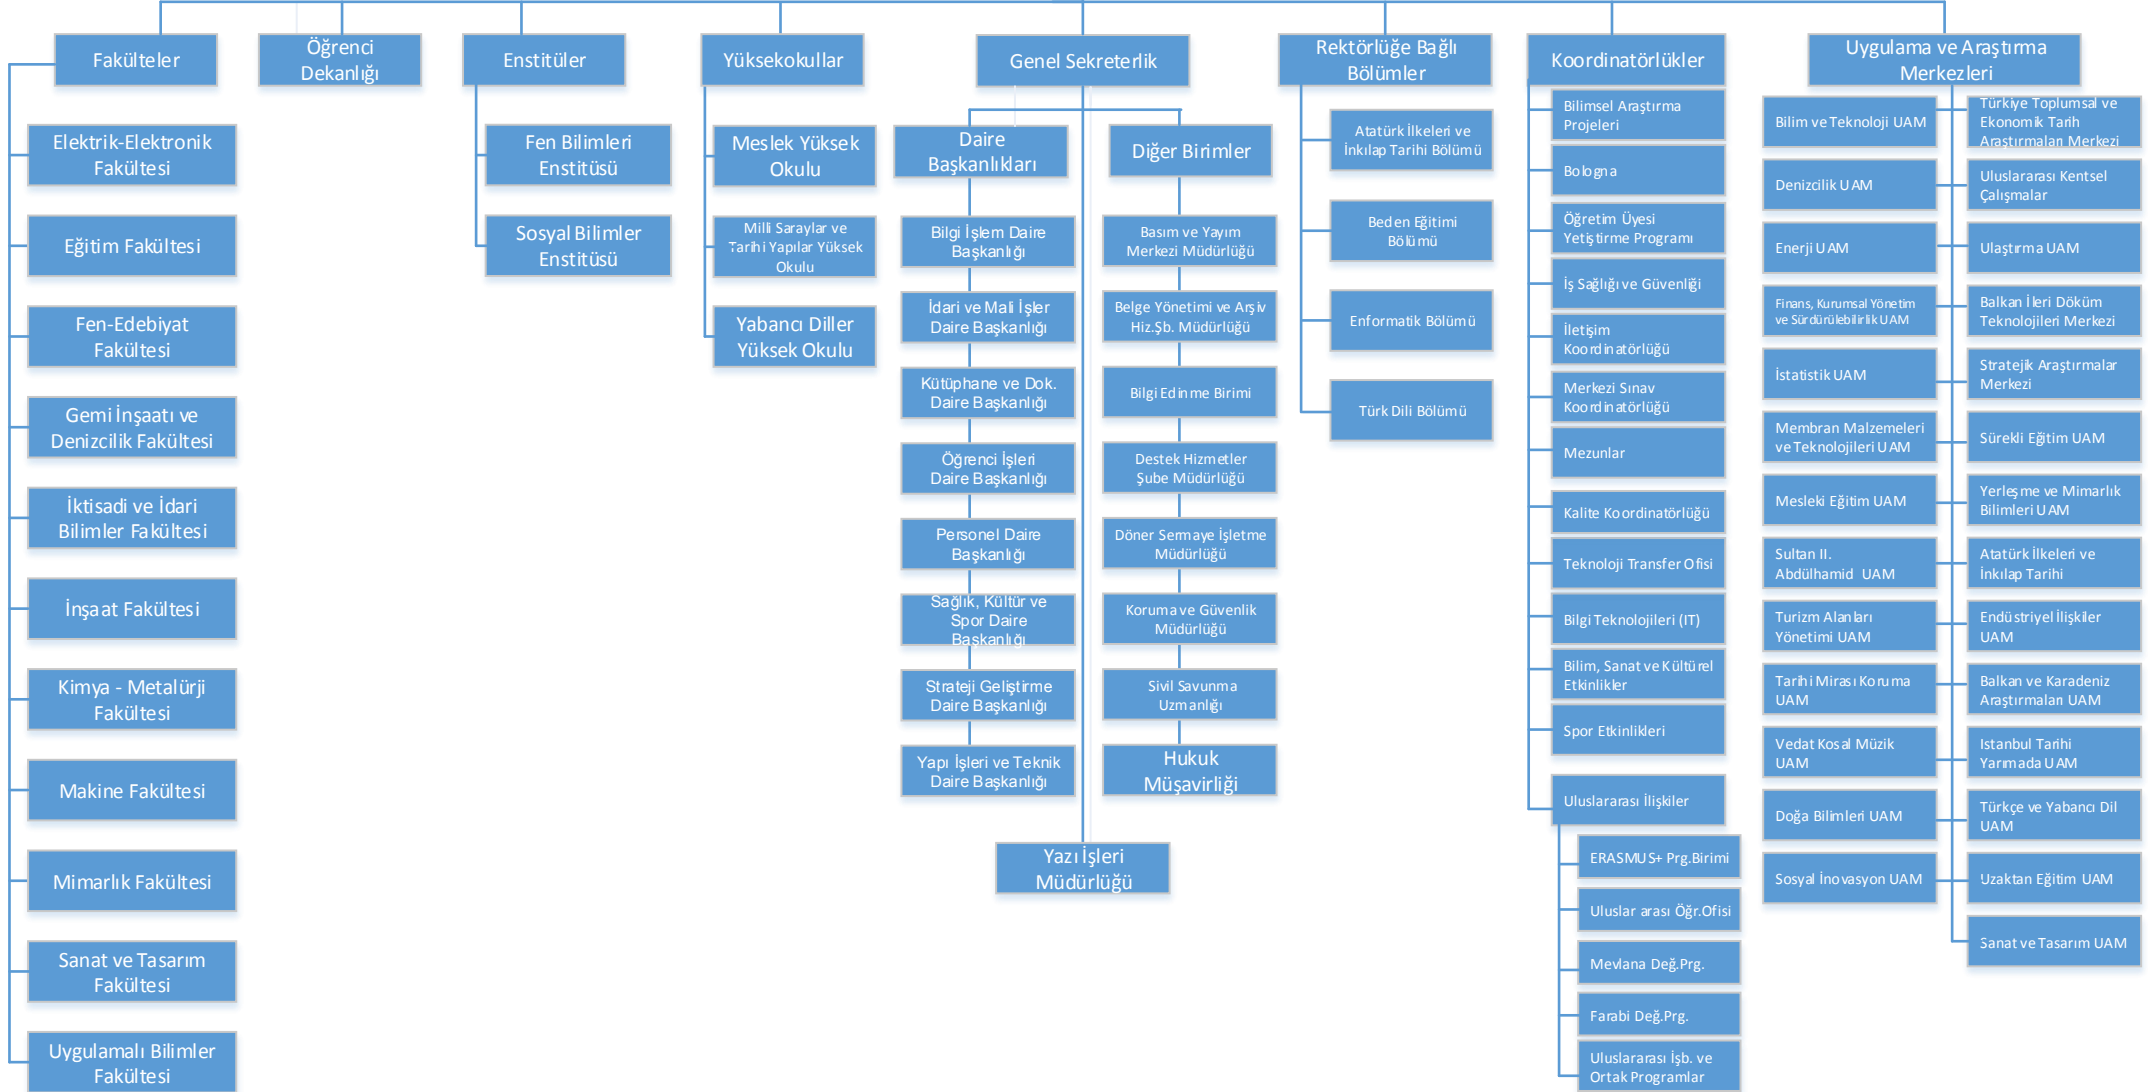 Fakülteler
Elektrik-Elektronik
Fakültesi
Eğitim Fakültesi
Fen-Edebiyat
Fakültesi
Gemi İnşaatı ve
Denizcilik Fakültesi
İktisadi ve İdari
Bilimler Fakültesi
İnşaat Fakültesi
Kimya - Metalürji
Fakültesi
Makine Fakültesi
Mimarlık Fakültesi
Sanat ve Tasarım
Fakültesi
Uygulamalı Bilimler
Fakültesi
Öğrenci
Dekanlığı
Enstitüler
Fen Bilimleri
Enstitüsü
Sosyal Bilimler
Enstitüsü
Yüksekokullar
Meslek Yüksek
Okulu
Milli Saraylar ve
Tarihi Yapılar Yüksek
Okulu
Yabancı Diller
Yüksek Okulu
Genel Sekreterlik
Daire
Başkanlıkları
Bilgi İşlem Daire
Başkanlığı
İdari ve Mali İşler
Daire Başkanlığı
Kütüphane ve Dok.
Daire Başkanlığı
Öğrenci İşleri
Daire Başkanlığı
Personel Daire
Başkanlığı
Sağlık, Kültür ve
Spor Daire
Başkanlığı
Strateji Geliştirme
Daire Başkanlığı
Yapı İşleri ve Teknik
Daire Başkanlığı
Diğer Birimler
Basım ve Yayım
Merkezi Müdürlüğü
Belge Yönetimi ve Arşiv
Hiz.Şb. Müdürlüğü
Bilgi Edinme Birimi
Destek Hizmetler
Şube Müdürlüğü
Döner Sermaye İşletme
Müdürlüğü
Koruma ve Güvenlik
Müdürlüğü
Sivil Savunma
Uzmanlığı
Hukuk
Müşavirliği
Yazı İşleri
Müdürlüğü
Rektörlüğe Bağlı
Bölümler
Atatürk İlkeleri ve
İnkılap Tarihi Bölümü
Beden Eğitimi
Bölümü
Enformatik Bölümü
Türk Dili Bölümü
Koordinatörlükler
Bilimsel Araştırma
Projeleri
Bologna
Öğretim Üyesi
Yetiştirme Programı
İş Sağlığı ve Güvenliği
İletişim
Koordinatörlüğü
Merkezi Sınav
Koordinatörlüğü
Mezunlar
Kalite Koordinatörlüğü
Teknoloji Transfer Ofisi
Bilgi Teknolojileri (IT)
Bilim, Sanat ve Kültürel
Etkinlikler
Spor Etkinlikleri
Uluslararası İlişkiler
ERASMUS+ Prg.Birimi
Uluslar arası Öğr.Ofisi
Mevlana Değ.Prg.
Farabi Değ.Prg.
Uluslararası İşb. ve
Ortak Programlar
Uygulama ve Araştırma
Merkezleri
Bilim ve Teknoloji UAM
Denizcilik UAM
Enerji UAM
Finans, Kurumsal Yönetim
ve Sürdürülebilirlik UAM
İstatistik UAM
Membran Malzemeleri
ve Teknolojileri UAM
Mesleki Eğitim UAM
Sultan II.
Abdülhamid UAM
Turizm Alanları
Yönetimi UAM
Tarihi Mirası Koruma
UAM
Vedat Kosal Müzik
UAM
Doğa Bilimleri UAM
Sosyal İnovasyon UAM
Türkiye Toplumsal ve
Ekonomik Tarih
Araştırmaları Merkezi
Uluslararası Kentsel
Çalışmalar
Ulaştırma UAM
Balkan İleri Döküm
Teknolojileri Merkezi
Stratejik Araştırmalar
Merkezi
Sürekli Eğitim UAM
Yerleşme ve Mimarlık
Bilimleri UAM
Atatürk İlkeleri ve
İnkılap Tarihi
Endüstriyel İlişkiler
UAM
Balkan ve Karadeniz
Araştırmaları UAM
Istanbul Tarihi
Yarımada UAM
Türkçe ve Yabancı Dil
UAM
Uzaktan Eğitim UAM
Sanat ve Tasarım UAM